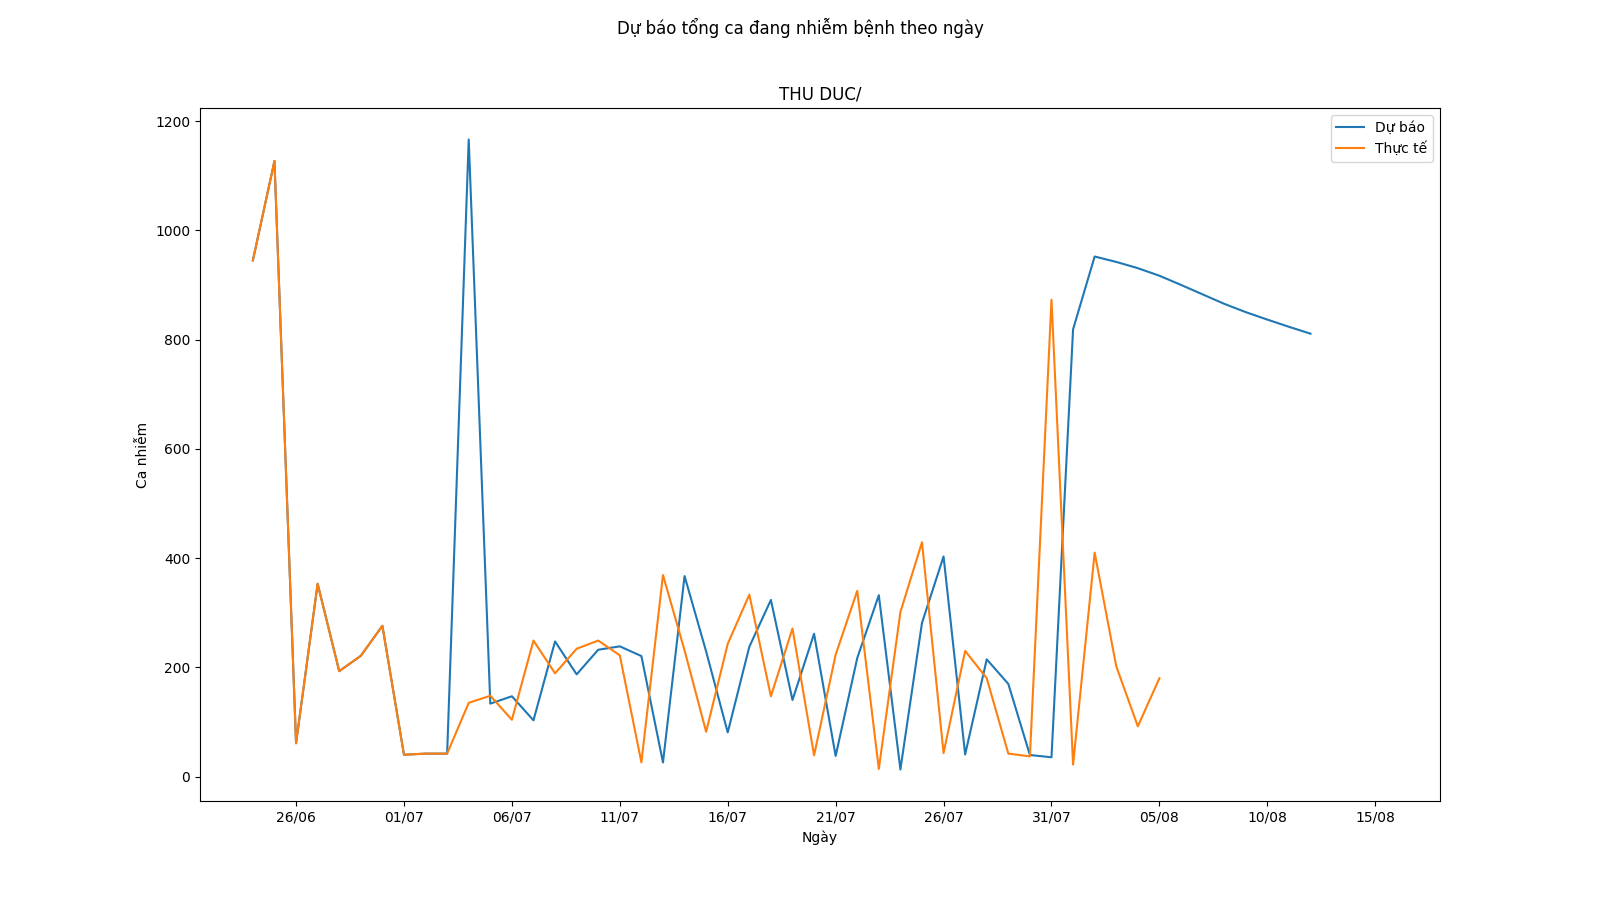 Dự báo tổng ca đang nhiễm bệnh theo ngày
THU DUC/
Dự báo
Thực tế
1200
1000
800
600
400
200
0
Ca nhiễm
26/06 01/07 06/07 11/07 16/07 21/07 26/07 31/07 05/08 10/08 15/08
Ngày